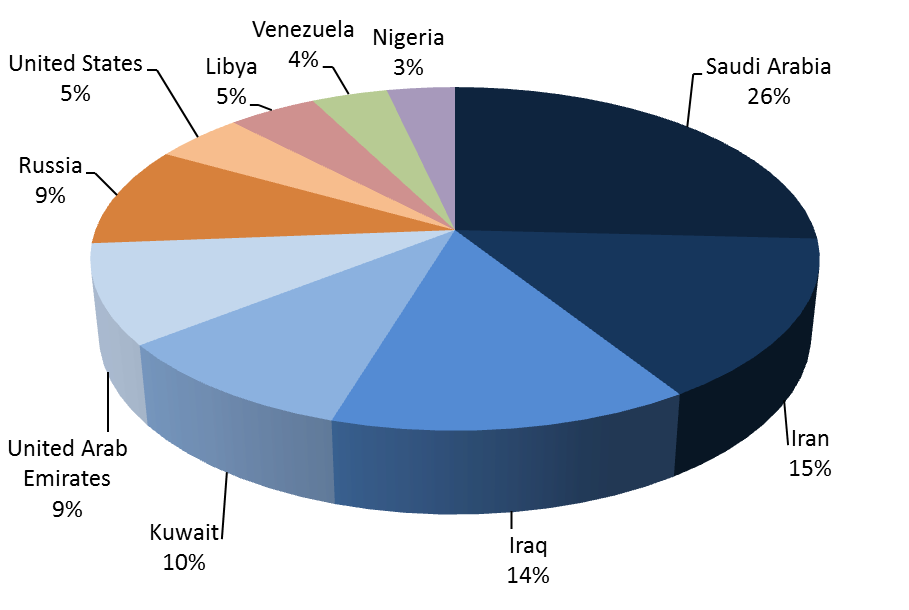 Saudi Arabia
26%
Iran
15%
Iraq
14%
Kuwait
10%
United Arab
Emirates
9%
Russia
9%
United States
5%
Libya
5%
Venezuela
4%
Nigeria
3%